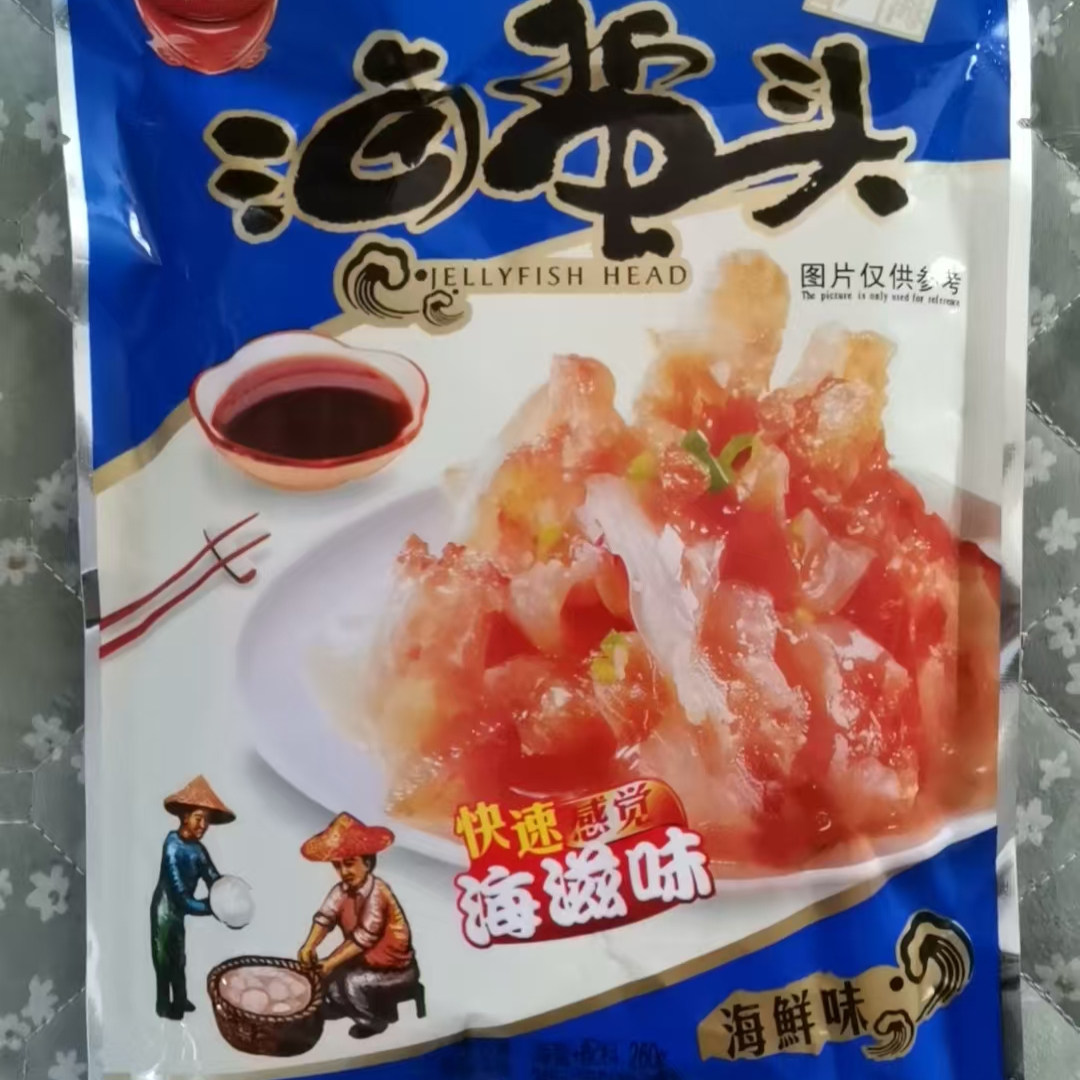 海蜇头
JELLYFISH HEAD
图片仅供参考
The picture is only used for reference
快速感觉
海滋味
海鲜味
260g